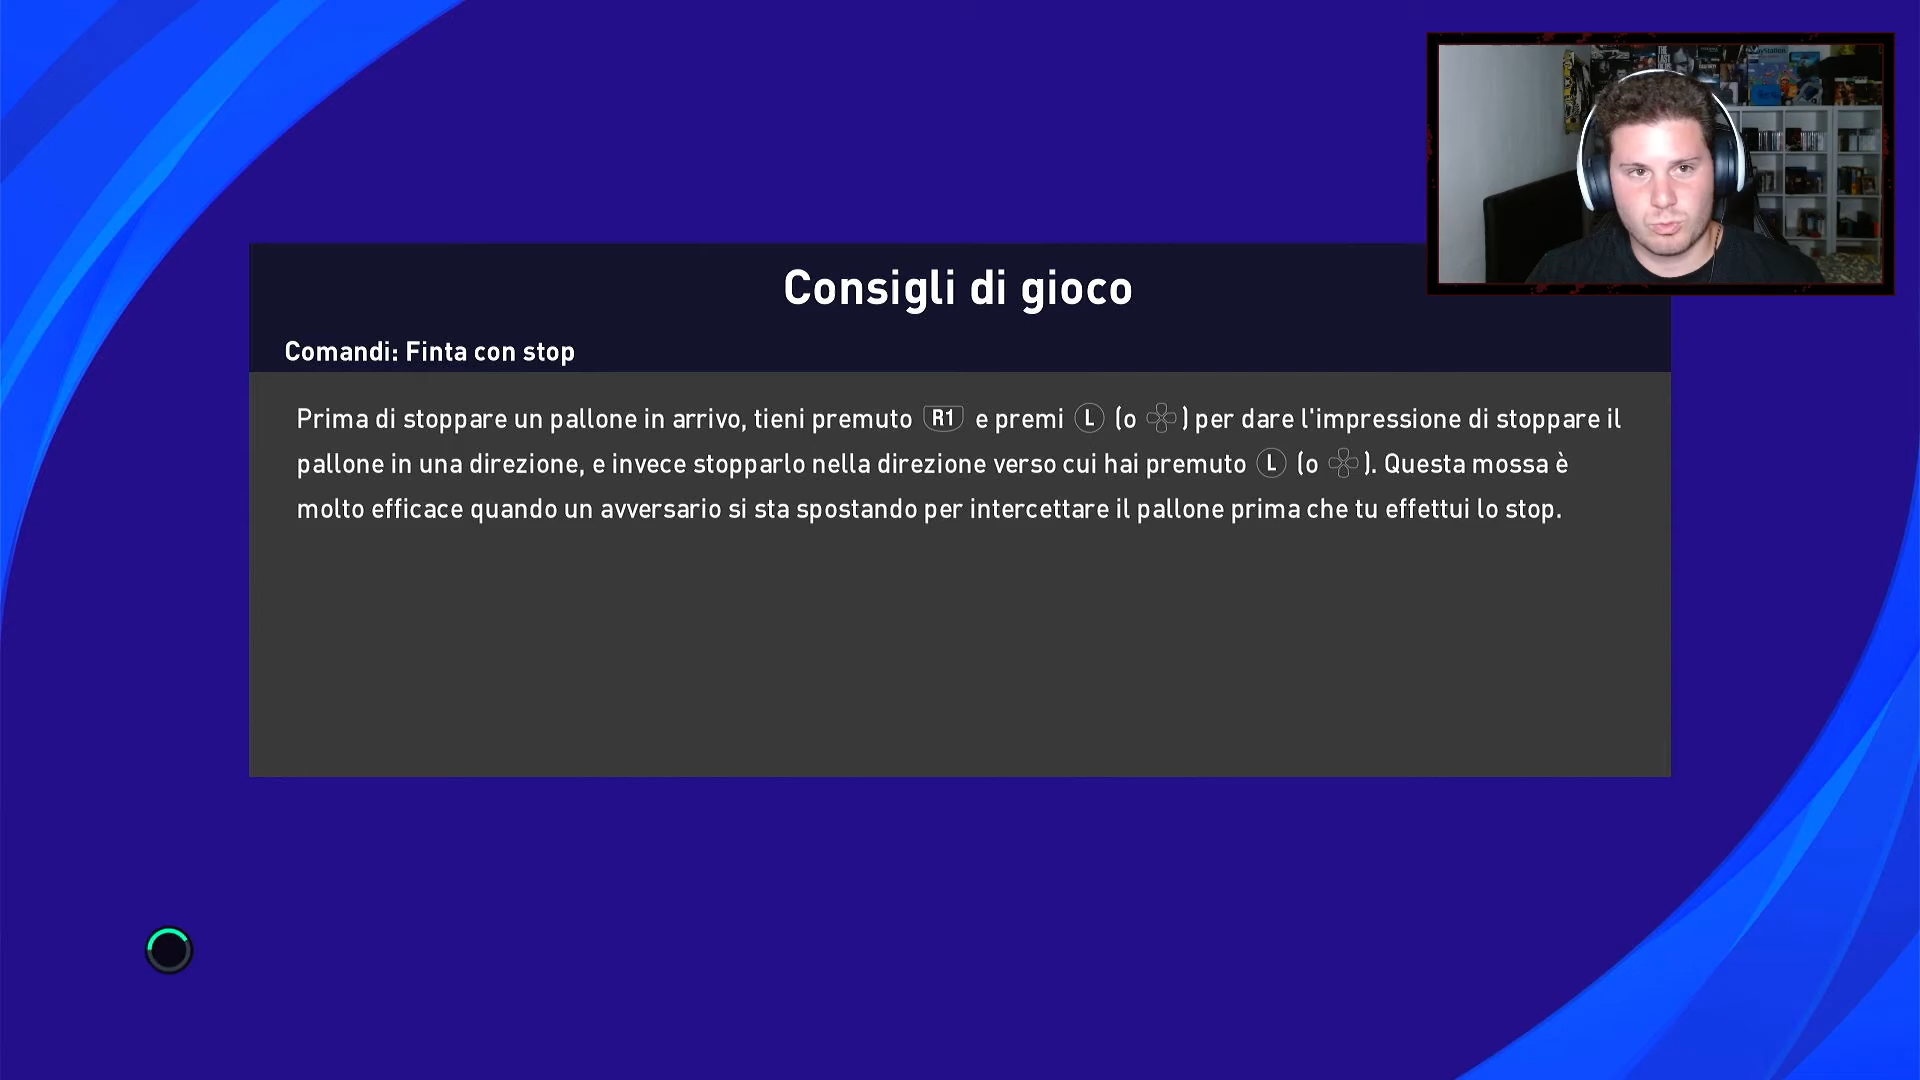 Consigli di gioco
Comandi: Finta con stop
Prima di stoppare un pallone in arrivo, tieni premuto R1 e premi L (o ) per dare l'impressione di stoppare il
pallone in una direzione, e invece stopparlo nella direzione verso cui hai premuto L (o ). Questa mossa è
molto efficace quando un avversario si sta spostando per intercettare il pallone prima che tu effettui lo stop.